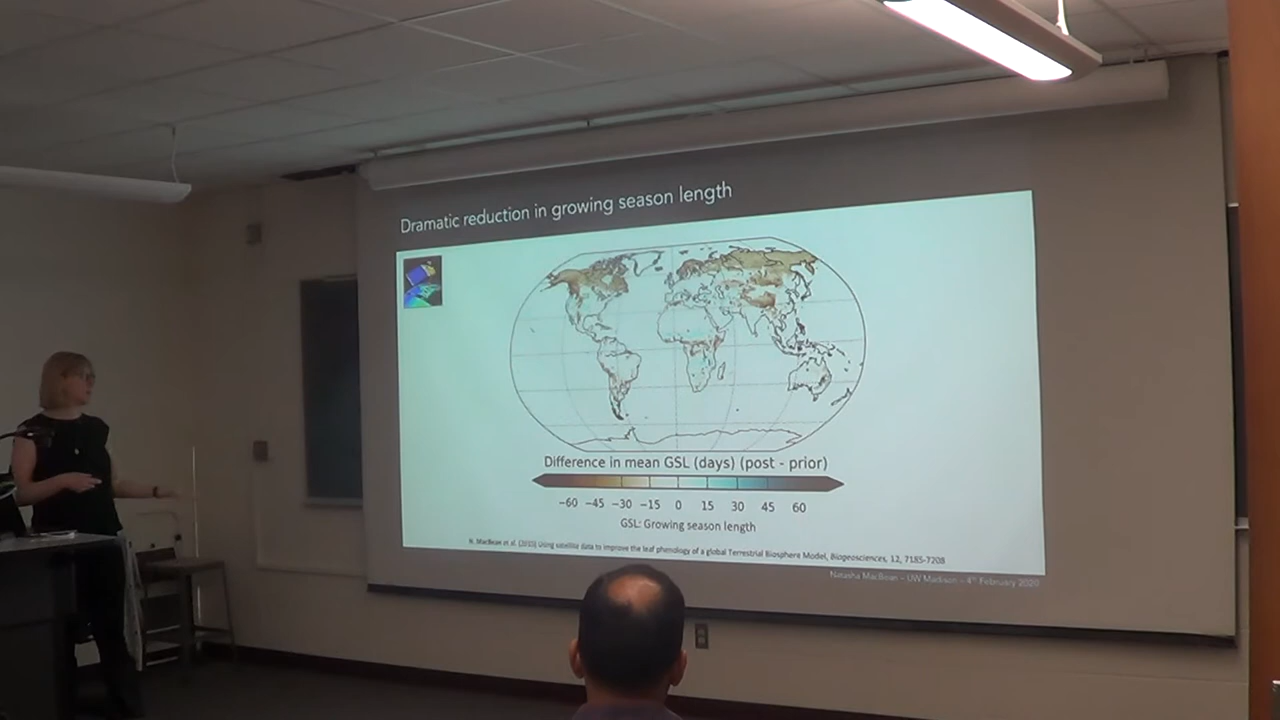 Dramatic reduction in growing season length
Difference in mean GSL (days) (post - prior)
−60 −45 −30 −15 0 15 30 45 60
GSL: Growing season length
N. MacBean et al. (2015) Using satellite data to improve the leaf phenology of a global Terrestrial Biosphere Model, Biogeosciences, 12, 7185-7208
Natasha MacBean – UW Madison – 4th February 2020